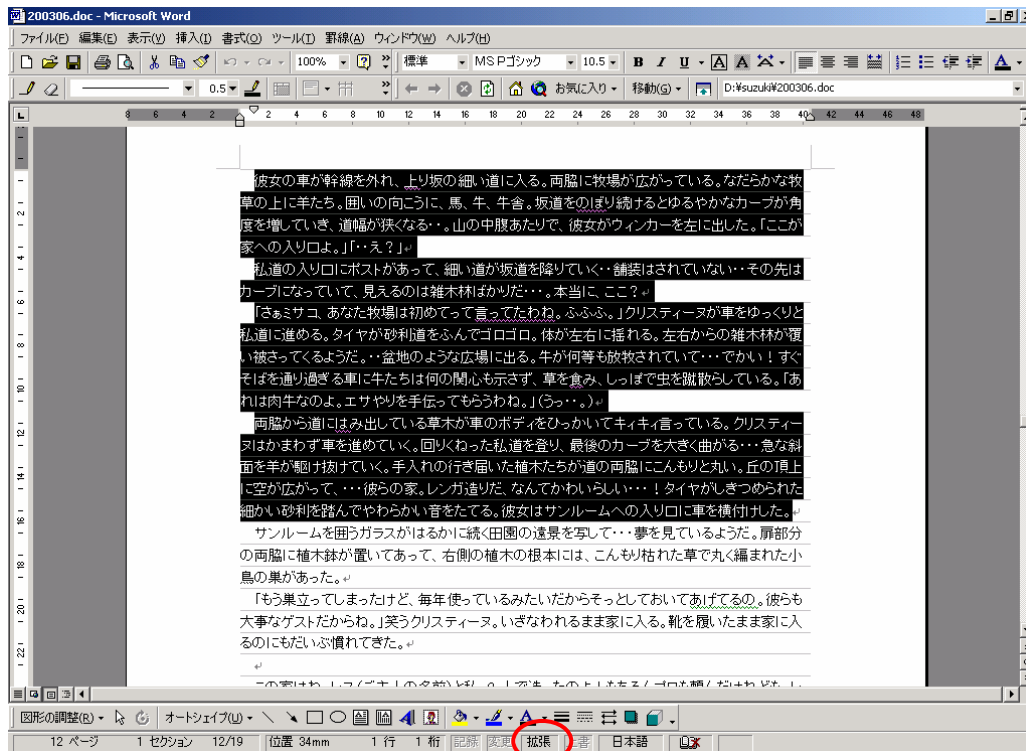 200306.doc - Microsoft Word
ファイル(F) 編集(E) 表示(V) 挿入(I) 書式(O) ツール(T) 罫線(A) ウィンドウ(W) ヘルプ(H)
100% 標準 MS Pゴシック 10.5 B I U A A A
0.5 お気に入り 移動(G) D:¥suzuki¥200306.doc
8 6 4 2 2 4 6 8 10 12 14 16 18 20 22 24 26 28 30 32 34 36 38 40 42 44 46 48
彼女の車が幹線を外れ、上り坂の細い道に入る。両脇に牧場が広がっている。なだらかな牧
草の上に羊たち。囲いの向こうに、馬、牛、牛舎。坂道をのぼり続けるとゆるやかなカーブが角
度を増していき、道幅が狭くなる・・。山の中腹あたりで、彼女がウィンカーを左に出した。「ここが
家への入り口よ。」「・・え？」
私道の入り口にポストがあって、細い道が坂道を降りていく・・舗装はされていない・・その先は
カーブになっていて、見えるのは雑木林ばかりだ・・・。本当に、ここ？
「さぁミサコ、あなた牧場は初めてって言ってたわね。ふふふ。」クリスティーヌが車をゆっくりと
私道に進める。タイヤが砂利道をふんでゴロゴロ。体が左右に揺れる。左右からの雑木林が覆
い被さってくるようだ。・・盆地のような広場に出る。牛が何等も放牧されていて・・・でかい！すぐ
そばを通り過ぎる車に牛たちは何の関心も示さず、草を食み、しっぽで虫を蹴散らしている。「あ
れは肉牛なのよ。エサやりを手伝ってもらうわね。」（うっ・・。）
両脇から道にはみ出している草木が車のボディをひっかいてキィキィ言っている。クリスティー
ヌはかまわず車を進めていく。回りくねった私道を登り、最後のカーブを大きく曲がる・・・急な斜
面を羊が駆け抜けていく。手入れの行き届いた植木たちが道の両脇にこんもりと丸い。丘の頂上
に空が広がって、・・・彼らの家。レンガ造りだ、なんてかわいらしい・・・！タイヤがしきつめられた
細かい砂利を踏んでやわらかい音をたてる。彼女はサンルームへの入り口に車を横付けした。
サンルームを囲うガラスがはるかに続く田園の遠景を写して・・・夢を見ているようだ。扉部分
の両脇に植木鉢が置いてあって、右側の植木の根本には、こんもり枯れた草で丸く編まれた小
鳥の巣があった。
「もう巣立ってしまったけど、毎年使っているみたいだからそっとしておいてあげてるの。彼らも
大事なゲストだからね。」笑うクリスティーヌ。いざなわれるまま家に入る。靴を履いたまま家に入
るのにもだいぶ慣れてきた。
図形の調整(R) オートシェイプ(U) A
12 ページ 1 セクション 12/19 位置 34mm 1 行 1 桁 記録 変更 拡張 上書 日本語